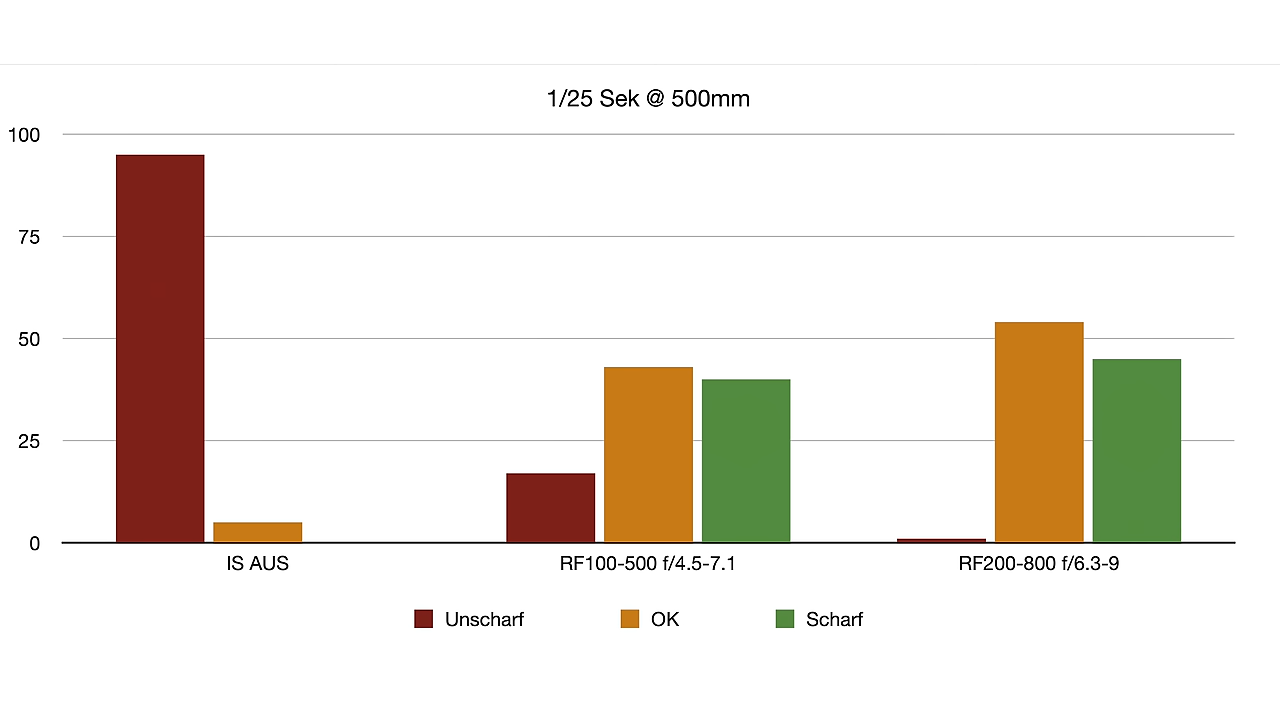 1/25 Sek @ 500mm
100
75
50
25
0
IS AUS
RF100-500 f/4.5-7.1
RF200-800 f/6.3-9
Unscharf
OK
Scharf